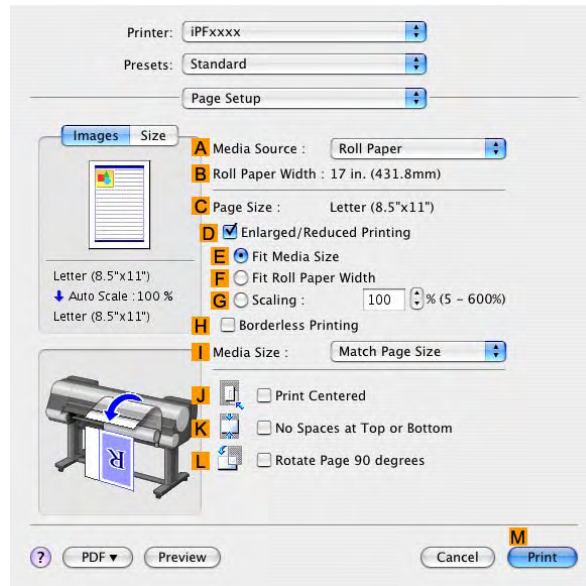 Printer: iPFxxxx
Presets: Standard
Page Setup
Images Size
A Media Source : Roll Paper
B Roll Paper Width : 17 in. (431.8mm)
C Page Size : Letter (8.5"x11")
D Enlarged/Reduced Printing
E Fit Media Size
F Fit Roll Paper Width
G Scaling : 100 % (5 - 600%)
Letter (8.5"x11")
Auto Scale :100 %
Letter (8.5"x11")
H Borderless Printing
I Media Size : Match Page Size
J Print Centered
K No Spaces at Top or Bottom
L Rotate Page 90 degrees
R
M
? PDF Preview Cancel Print